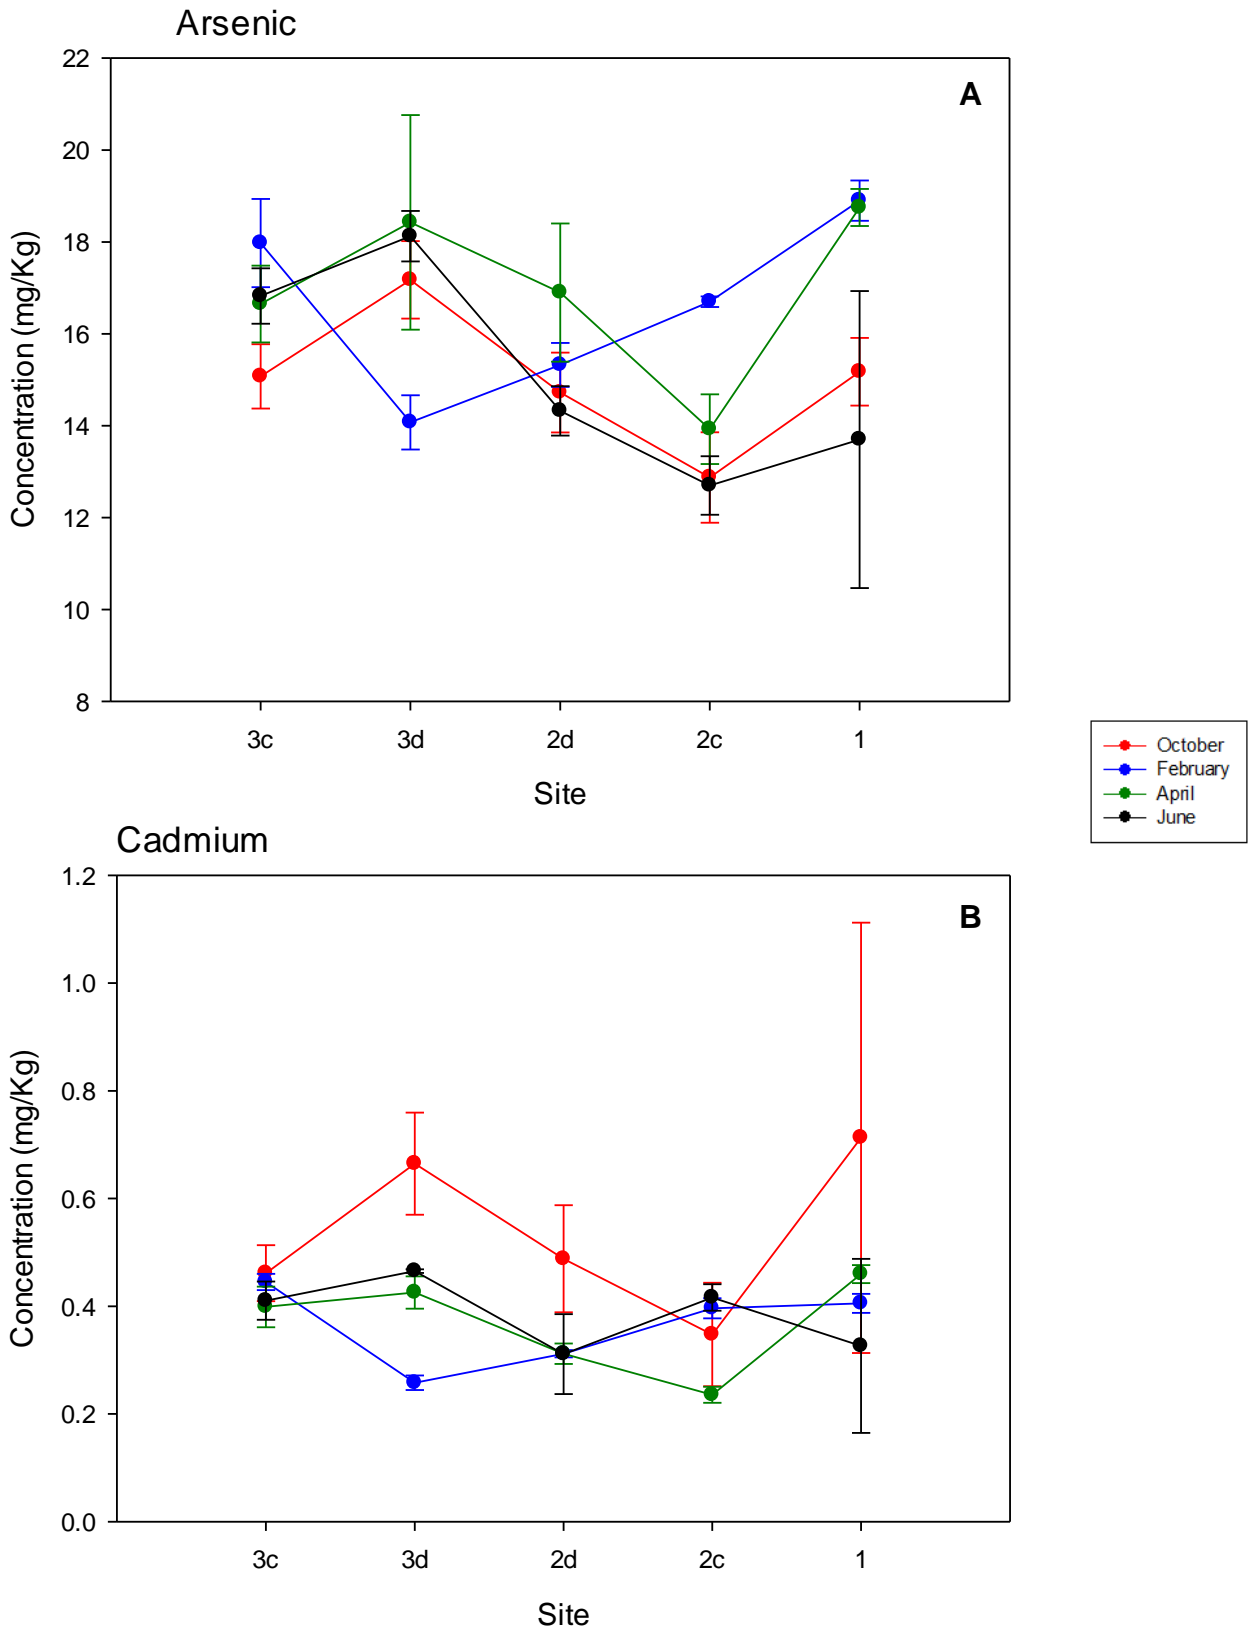 Arsenic
A
22
20
18
16
14
12
10
8
Concentration (mg/Kg)
3c 3d 2d 2c 1
Site
October
February
April
June
Cadmium
B
1.2
1.0
0.8
0.6
0.4
0.2
0.0
Concentration (mg/Kg)
3c 3d 2d 2c 1
Site